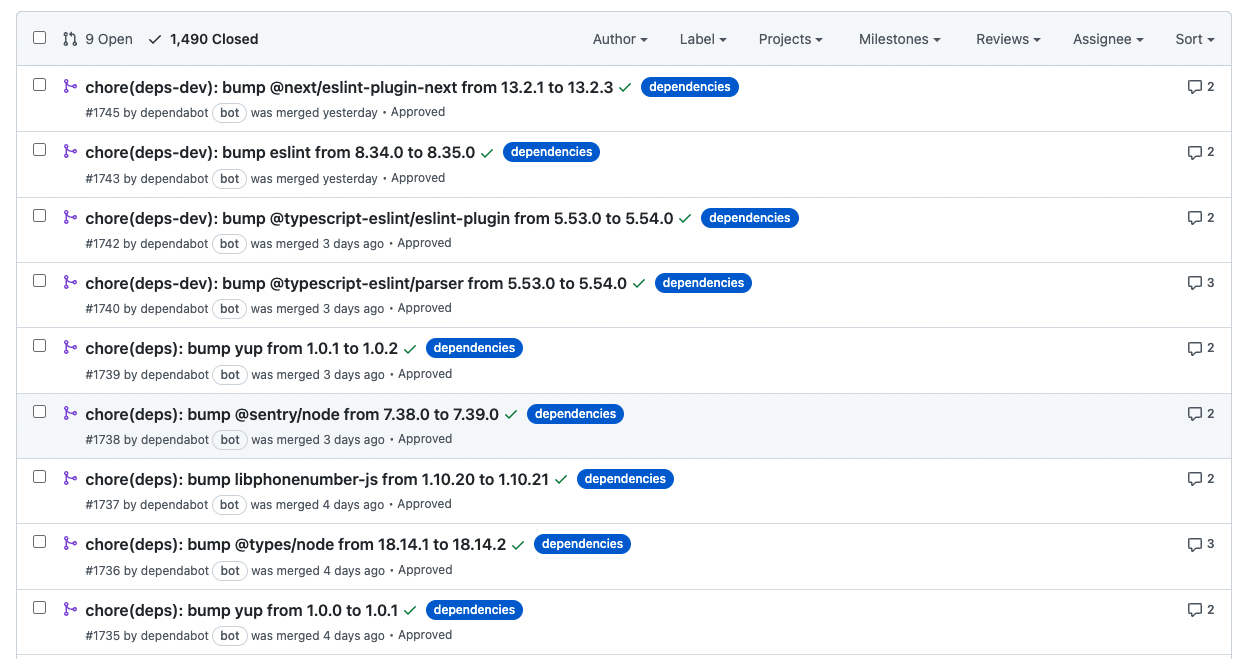 9 Open 1,490 Closed Author Label Projects Milestones Reviews Assignee Sort
chore(deps-dev): bump @next/eslint-plugin-next from 13.2.1 to 13.2.3 dependencies 2
#1745 by dependabot bot was merged yesterday • Approved
chore(deps-dev): bump eslint from 8.34.0 to 8.35.0 dependencies 2
#1743 by dependabot bot was merged yesterday • Approved
chore(deps-dev): bump @typescript-eslint/eslint-plugin from 5.53.0 to 5.54.0 dependencies 2
#1742 by dependabot bot was merged 3 days ago • Approved
chore(deps-dev): bump @typescript-eslint/parser from 5.53.0 to 5.54.0 dependencies 3
#1740 by dependabot bot was merged 3 days ago • Approved
chore(deps): bump yup from 1.0.1 to 1.0.2 dependencies 2
#1739 by dependabot bot was merged 3 days ago • Approved
chore(deps): bump @sentry/node from 7.38.0 to 7.39.0 dependencies 2
#1738 by dependabot bot was merged 3 days ago • Approved
chore(deps): bump libphonenumber-js from 1.10.20 to 1.10.21 dependencies 2
#1737 by dependabot bot was merged 4 days ago • Approved
chore(deps): bump @types/node from 18.14.1 to 18.14.2 dependencies 3
#1736 by dependabot bot was merged 4 days ago • Approved
chore(deps): bump yup from 1.0.0 to 1.0.1 dependencies 2
#1735 by dependabot bot was merged 4 days ago • Approved